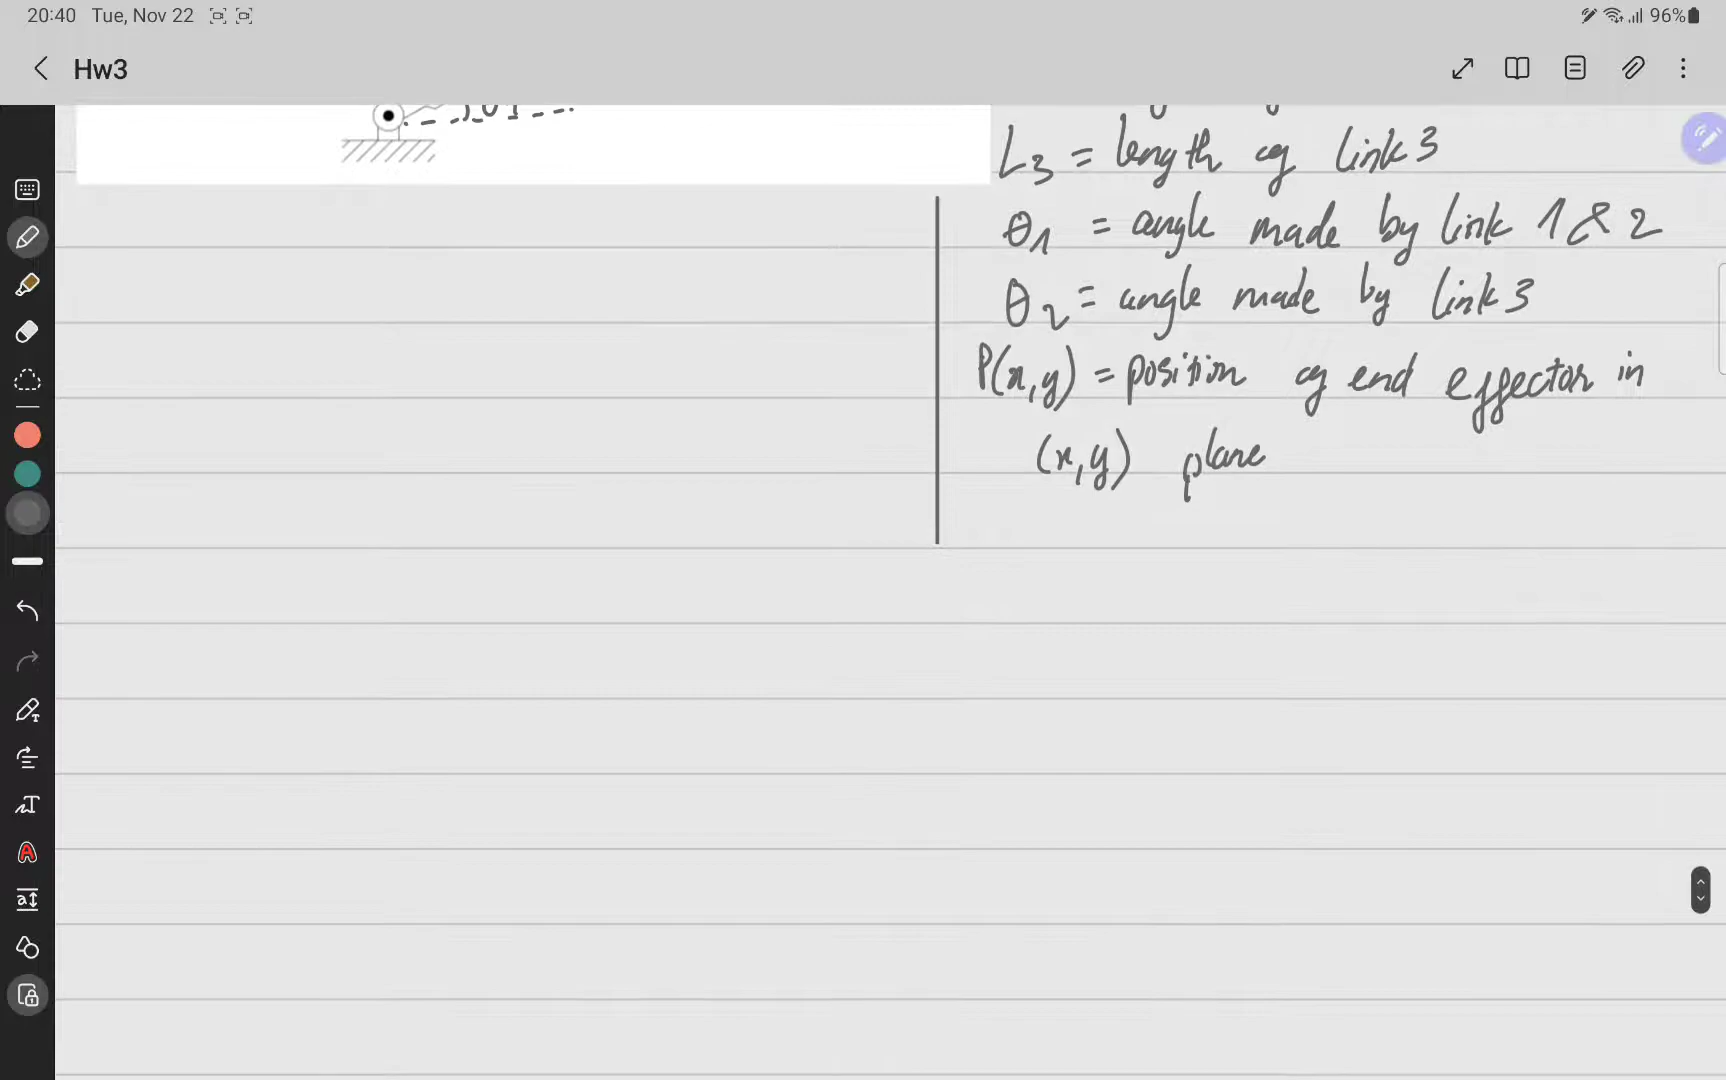 20:40 Tue, Nov 22 96%
Hw3
L3 = length of link 3
θ1 = angle made by link 1 & 2
θ2 = angle made by link 3
P(x,y) = position of end effector in
(x,y) plane